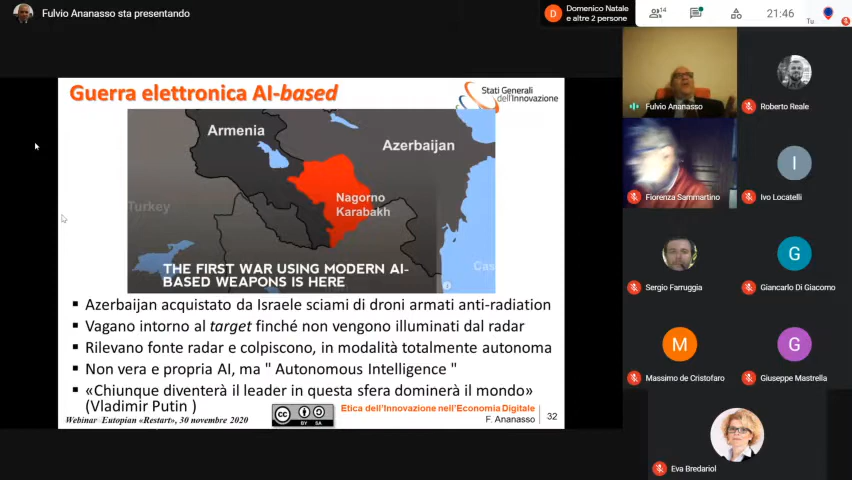 Fulvio Ananasso sta presentando
D
Domenico Natale
e altre 2 persone
14
21:46
Tu
Guerra elettronica AI-based
Stati Generali
dell'Innovazione
Armenia
Azerbaijan
Turkey
Nagorno
Karabakh
Cas
THE FIRST WAR USING MODERN AI-
BASED WEAPONS IS HERE
▪ Azerbaijan acquistato da Israele sciami di droni armati anti-radiation
▪ Vagano intorno al target finché non vengono illuminati dal radar
▪ Rilevano fonte radar e colpiscono, in modalità totalmente autonoma
▪ Non vera e propria AI, ma " Autonomous Intelligence "
▪ «Chiunque diventerà il leader in questa sfera dominerà il mondo»
(Vladimir Putin )
Webinar Eutopian «Restart», 30 novembre 2020
cc
BY SA
Etica dell'Innovazione nell'Economia Digitale
F. Ananasso
32
Fulvio Ananasso
Roberto Reale
Fiorenza Sammartino
I
Ivo Locatelli
Sergio Farruggia
G
Giancarlo Di Giacomo
M
Massimo de Cristofaro
G
Giuseppe Mastrella
Eva Bredariol